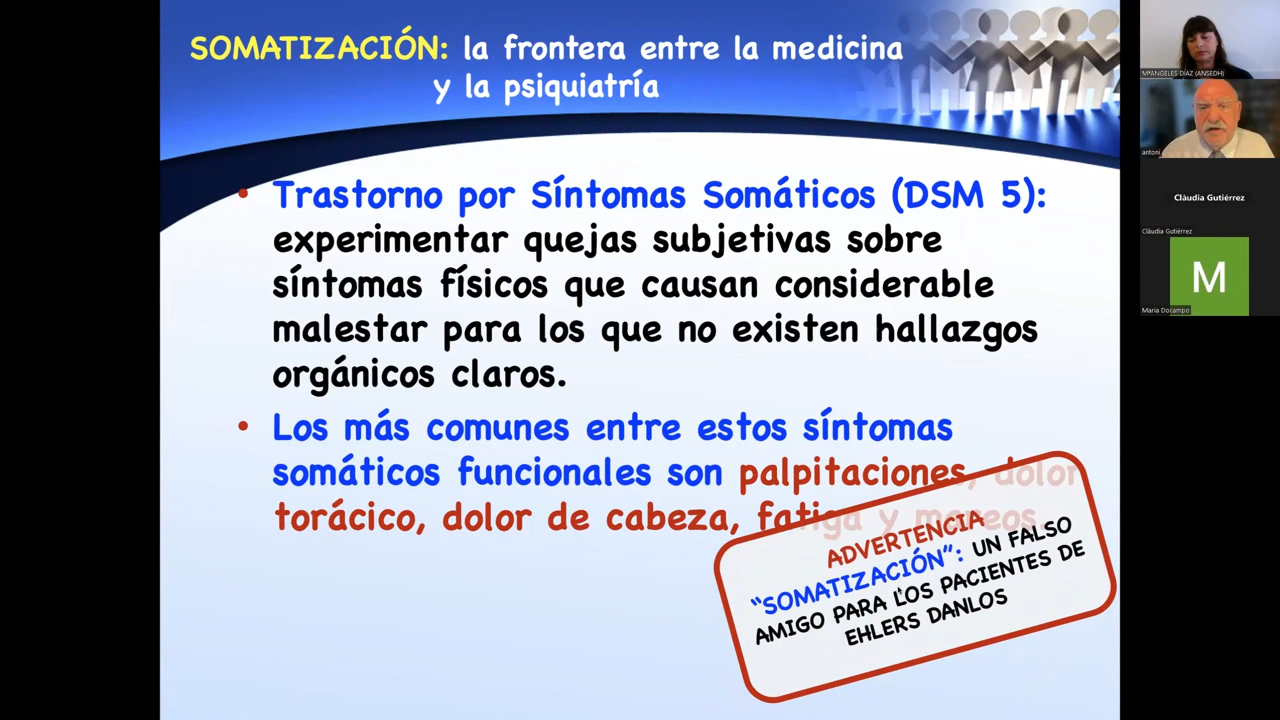 SOMATIZACIÓN: la frontera entre la medicina
y la psiquiatría
Trastorno por Síntomas Somáticos (DSM 5):
experimentar quejas subjetivas sobre
síntomas físicos que causan considerable
malestar para los que no existen hallazgos
orgánicos claros.
Los más comunes entre estos síntomas
somáticos funcionales son palpitaciones, dolor
torácico, dolor de cabeza, fatiga y mareos.
ADVERTENCIA
“SOMATIZACIÓN”: UN FALSO
AMIGO PARA LOS PACIENTES DE
EHLERS DANLOS
MªANGELES DÍAZ (ANSEDH)
antoni
Clàudia Gutiérrez
Clàudia Gutiérrez
M
Maria Docampo